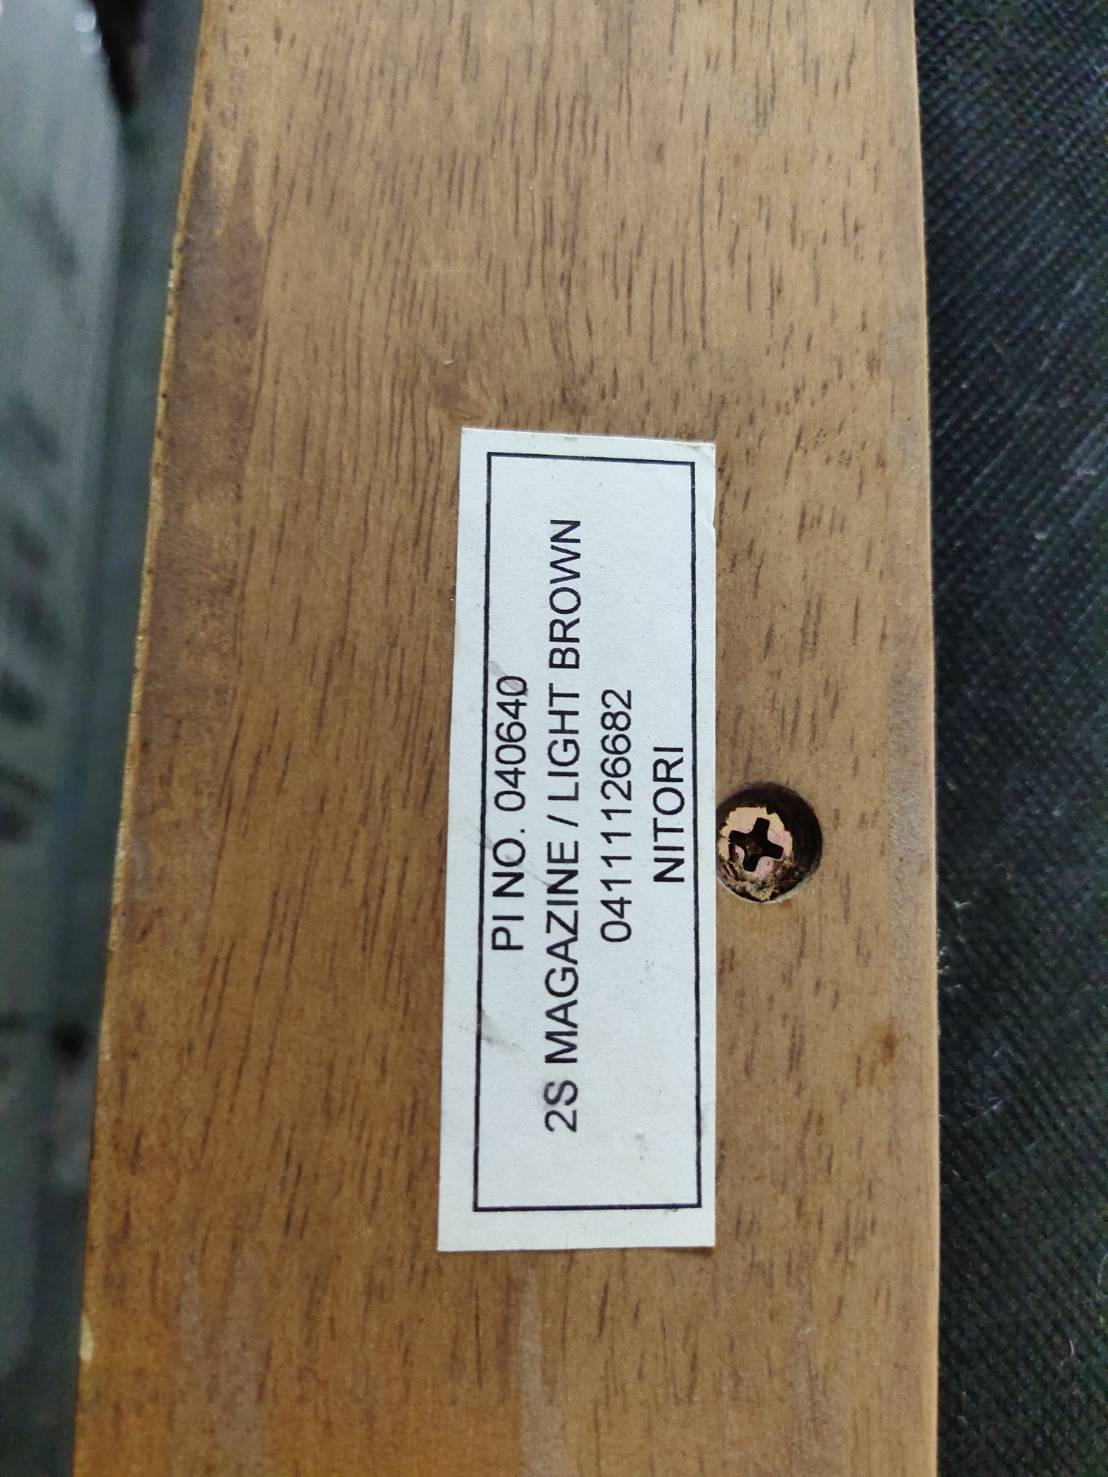 PI NO. 040640
2S MAGAZINE / LIGHT BROWN
04111126682
NITORI